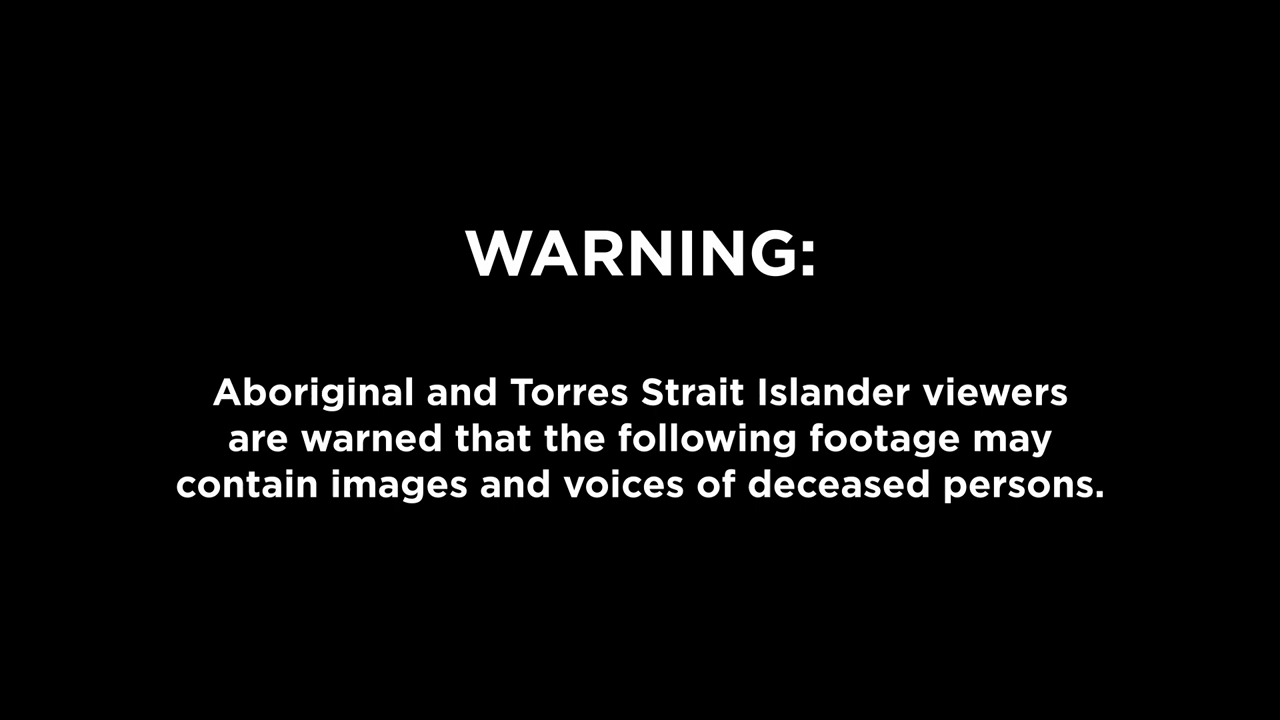 WARNING:
Aboriginal and Torres Strait Islander viewers
are warned that the following footage may
contain images and voices of deceased persons.